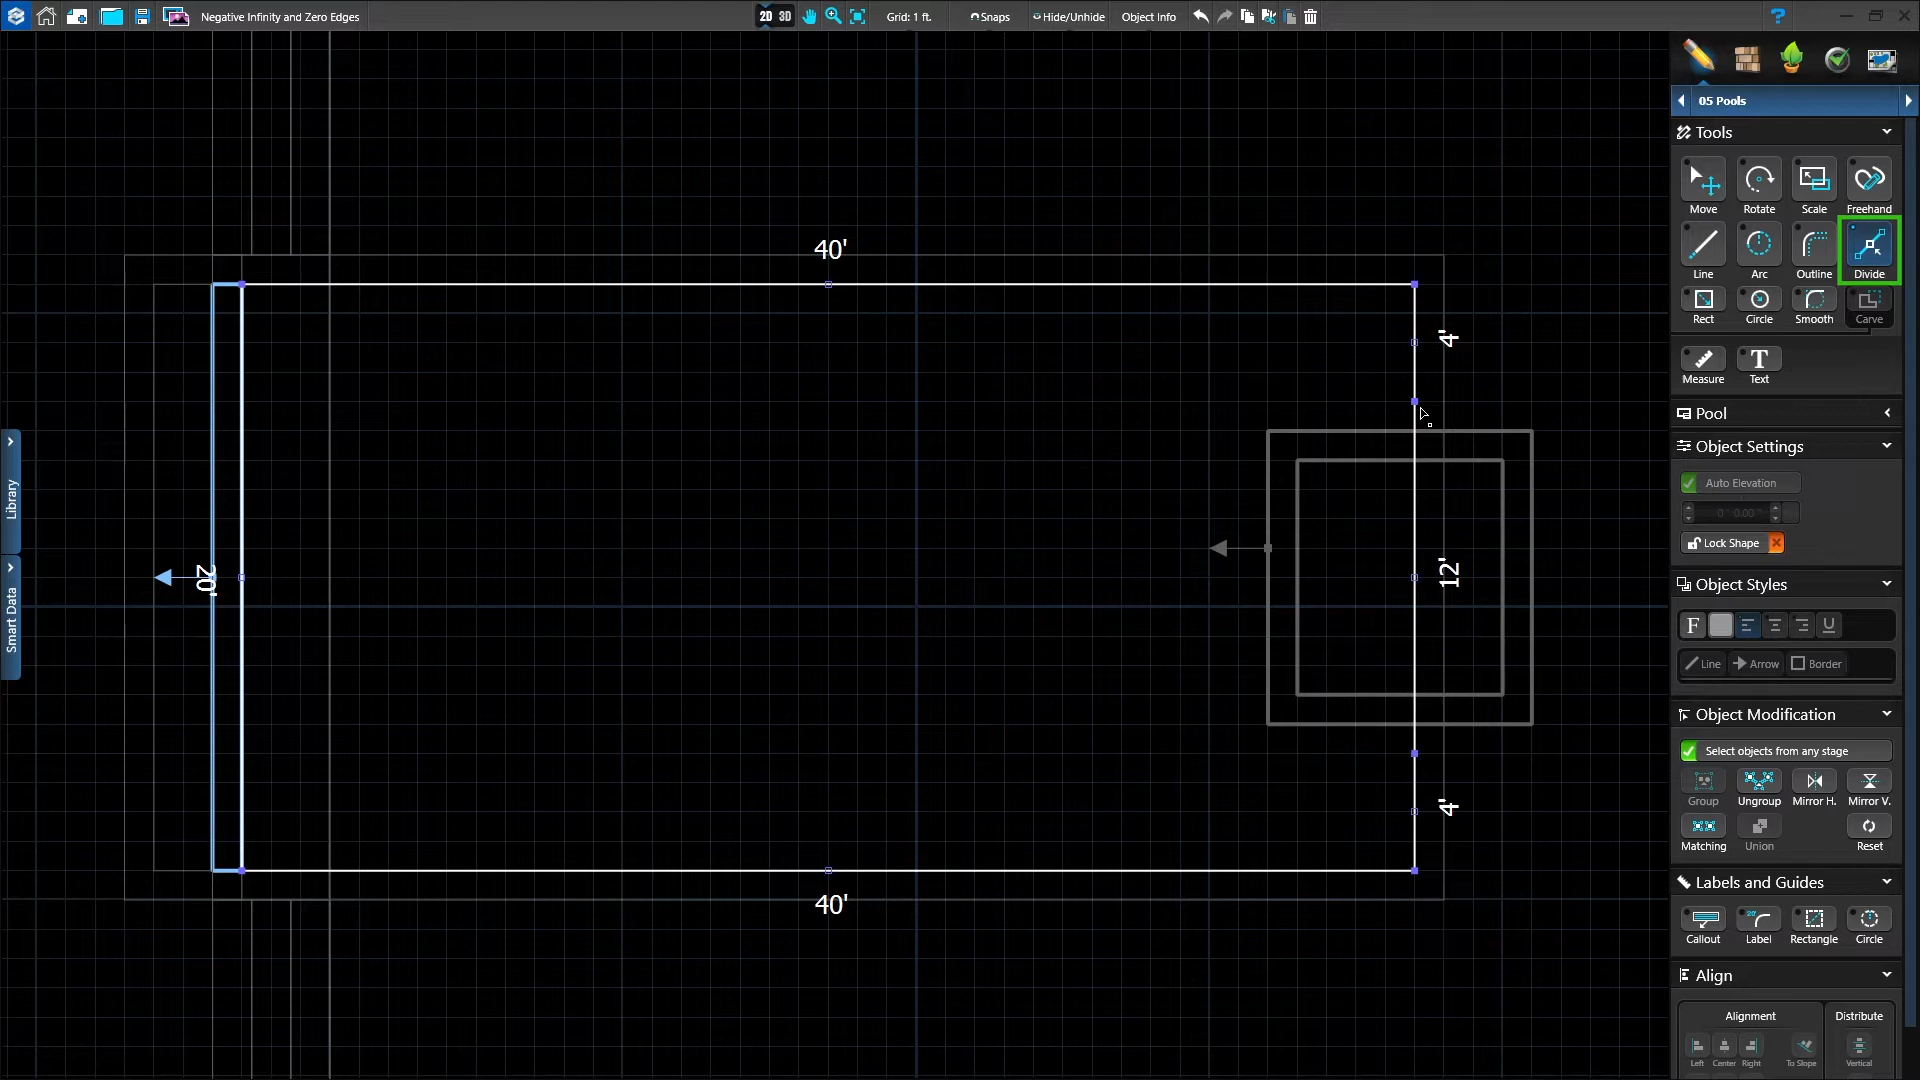 Negative Infinity and Zero Edges
2D 3D
Grid: 1 ft.
Snaps
Hide/Unhide
Object Info
?
05 Pools
Tools
Move
Rotate
Scale
Freehand
Line
Arc
Outline
Divide
Rect
Circle
Smooth
Carve
Measure
T
Text
Pool
Object Settings
Auto Elevation
0' 0.00"
Lock Shape
Object Styles
F
U
Line
Arrow
Border
Object Modification
Select objects from any stage
Group
Ungroup
Mirror H.
Mirror V.
Matching
Union
Reset
Labels and Guides
Callout
Label
Rectangle
Circle
Align
Alignment
Distribute
Left
Center
Right
To Slope
Vertical
Library
Smart Data
40'
4'
20'
12'
4'
40'